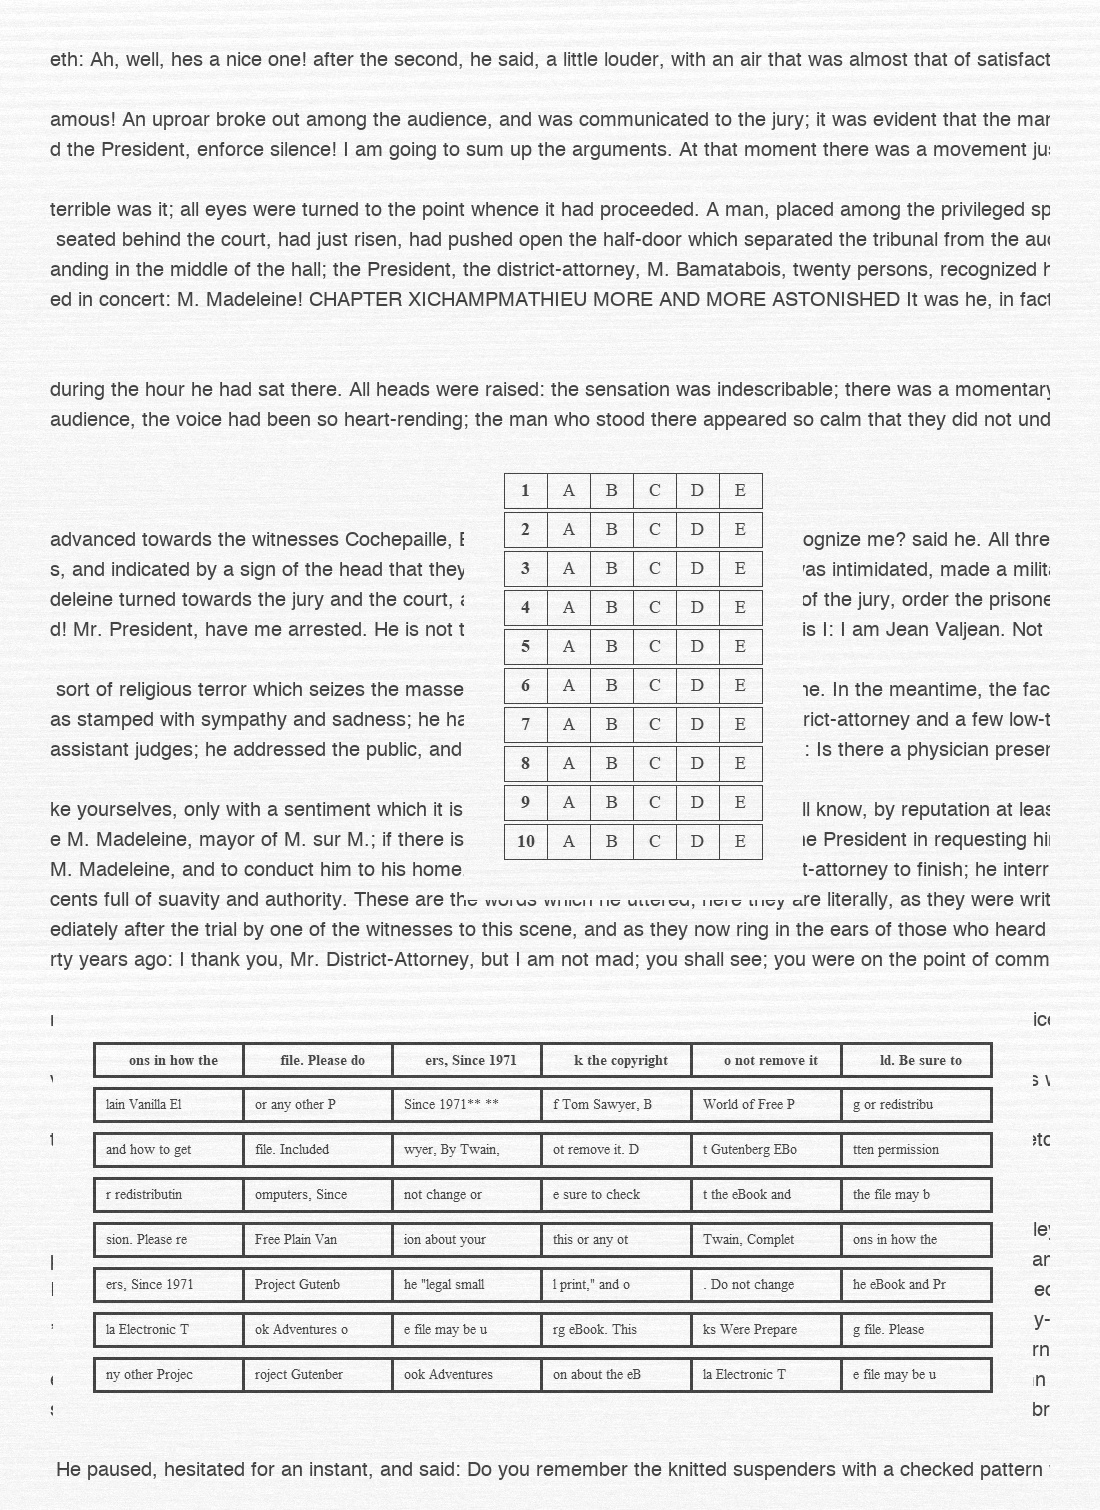 eth: Ah, well, hes a nice one! after the second, he said, a little louder, with an air that was almost that of satisfact
amous! An uproar broke out among the audience, and was communicated to the jury; it was evident that the mar
d the President, enforce silence! I am going to sum up the arguments. At that moment there was a movement
terrible was it; all eyes were turned to the point whence it had proceeded. A man, placed among the privileged sp
seated behind the court, had just risen, had pushed open the half-door which separated the tribunal from the
anding in the middle of the hall; the President, the district-attorney, M. Bamatabois, twenty persons, recognized
ed in concert: M. Madeleine! CHAPTER XICHAMPMATHIEU MORE AND MORE ASTONISHED It was he, in fact
during the hour he had sat there. All heads were raised: the sensation was indescribable; there was a momentary
audience, the voice had been so heart-rending; the man who stood there appeared so calm that they did not und
1 A B C D E
2 A B C D E
3 A B C D E
4 A B C D E
5 A B C D E
6 A B C D E
7 A B C D E
8 A B C D E
9 A B C D E
10 A B C D E
advanced towards the witnesses Cochepaille, ognize me? said he. All thre
s, and indicated by a sign of the head that they as intimidated, made a
deleine turned towards the jury and the court, of the jury, order the prisone
d! Mr. President, have me arrested. He is not is I: I am Jean Valjean. Not
sort of religious terror which seizes the masse ne. In the meantime, the fac
as stamped with sympathy and sadness; he rict-attorney and a few
assistant judges; he addressed the public, and : Is there a physician preser
ke yourselves, only with a sentiment which it is ll know, by reputation at leas
e M. Madeleine, mayor of M. sur M.; if there is e President in requesting
M. Madeleine, and to conduct him to his home t-attorney to finish; he interr
cents full of suavity and authority. These are the words which he uttered; here they are literally, as they were writ
ediately after the trial by one of the witnesses to this scene, and as they now ring in the ears of those who heard
rty years ago: I thank you, Mr. District-Attorney, but I am not mad; you shall see; you were on the point of comm
ons in how the file. Please do ers, Since 1971 k the copyright o not remove it ld. Be sure to
lain Vanilla El or any other P Since 1971** ** f Tom Sawyer, B World of Free P g or redistribu
and how to get file. Included wyer, By Twain, ot remove it. D t Gutenberg EBo tten permission
r redistributin omputers, Since not change or e sure to check t the eBook and the file may b
sion. Please re Free Plain Van ion about your this or any ot Twain, Complet ons in how the
ers, Since 1971 Project Gutenb he "legal small l print," and o . Do not change he eBook and Pr
la Electronic T ok Adventures o e file may be u rg eBook. This ks Were Prepare g file. Please
ny other Projec roject Gutenber ook Adventures on about the eB la Electronic T e file may be u
He paused, hesitated for an instant, and said: Do you remember the knitted suspenders with a checked pattern